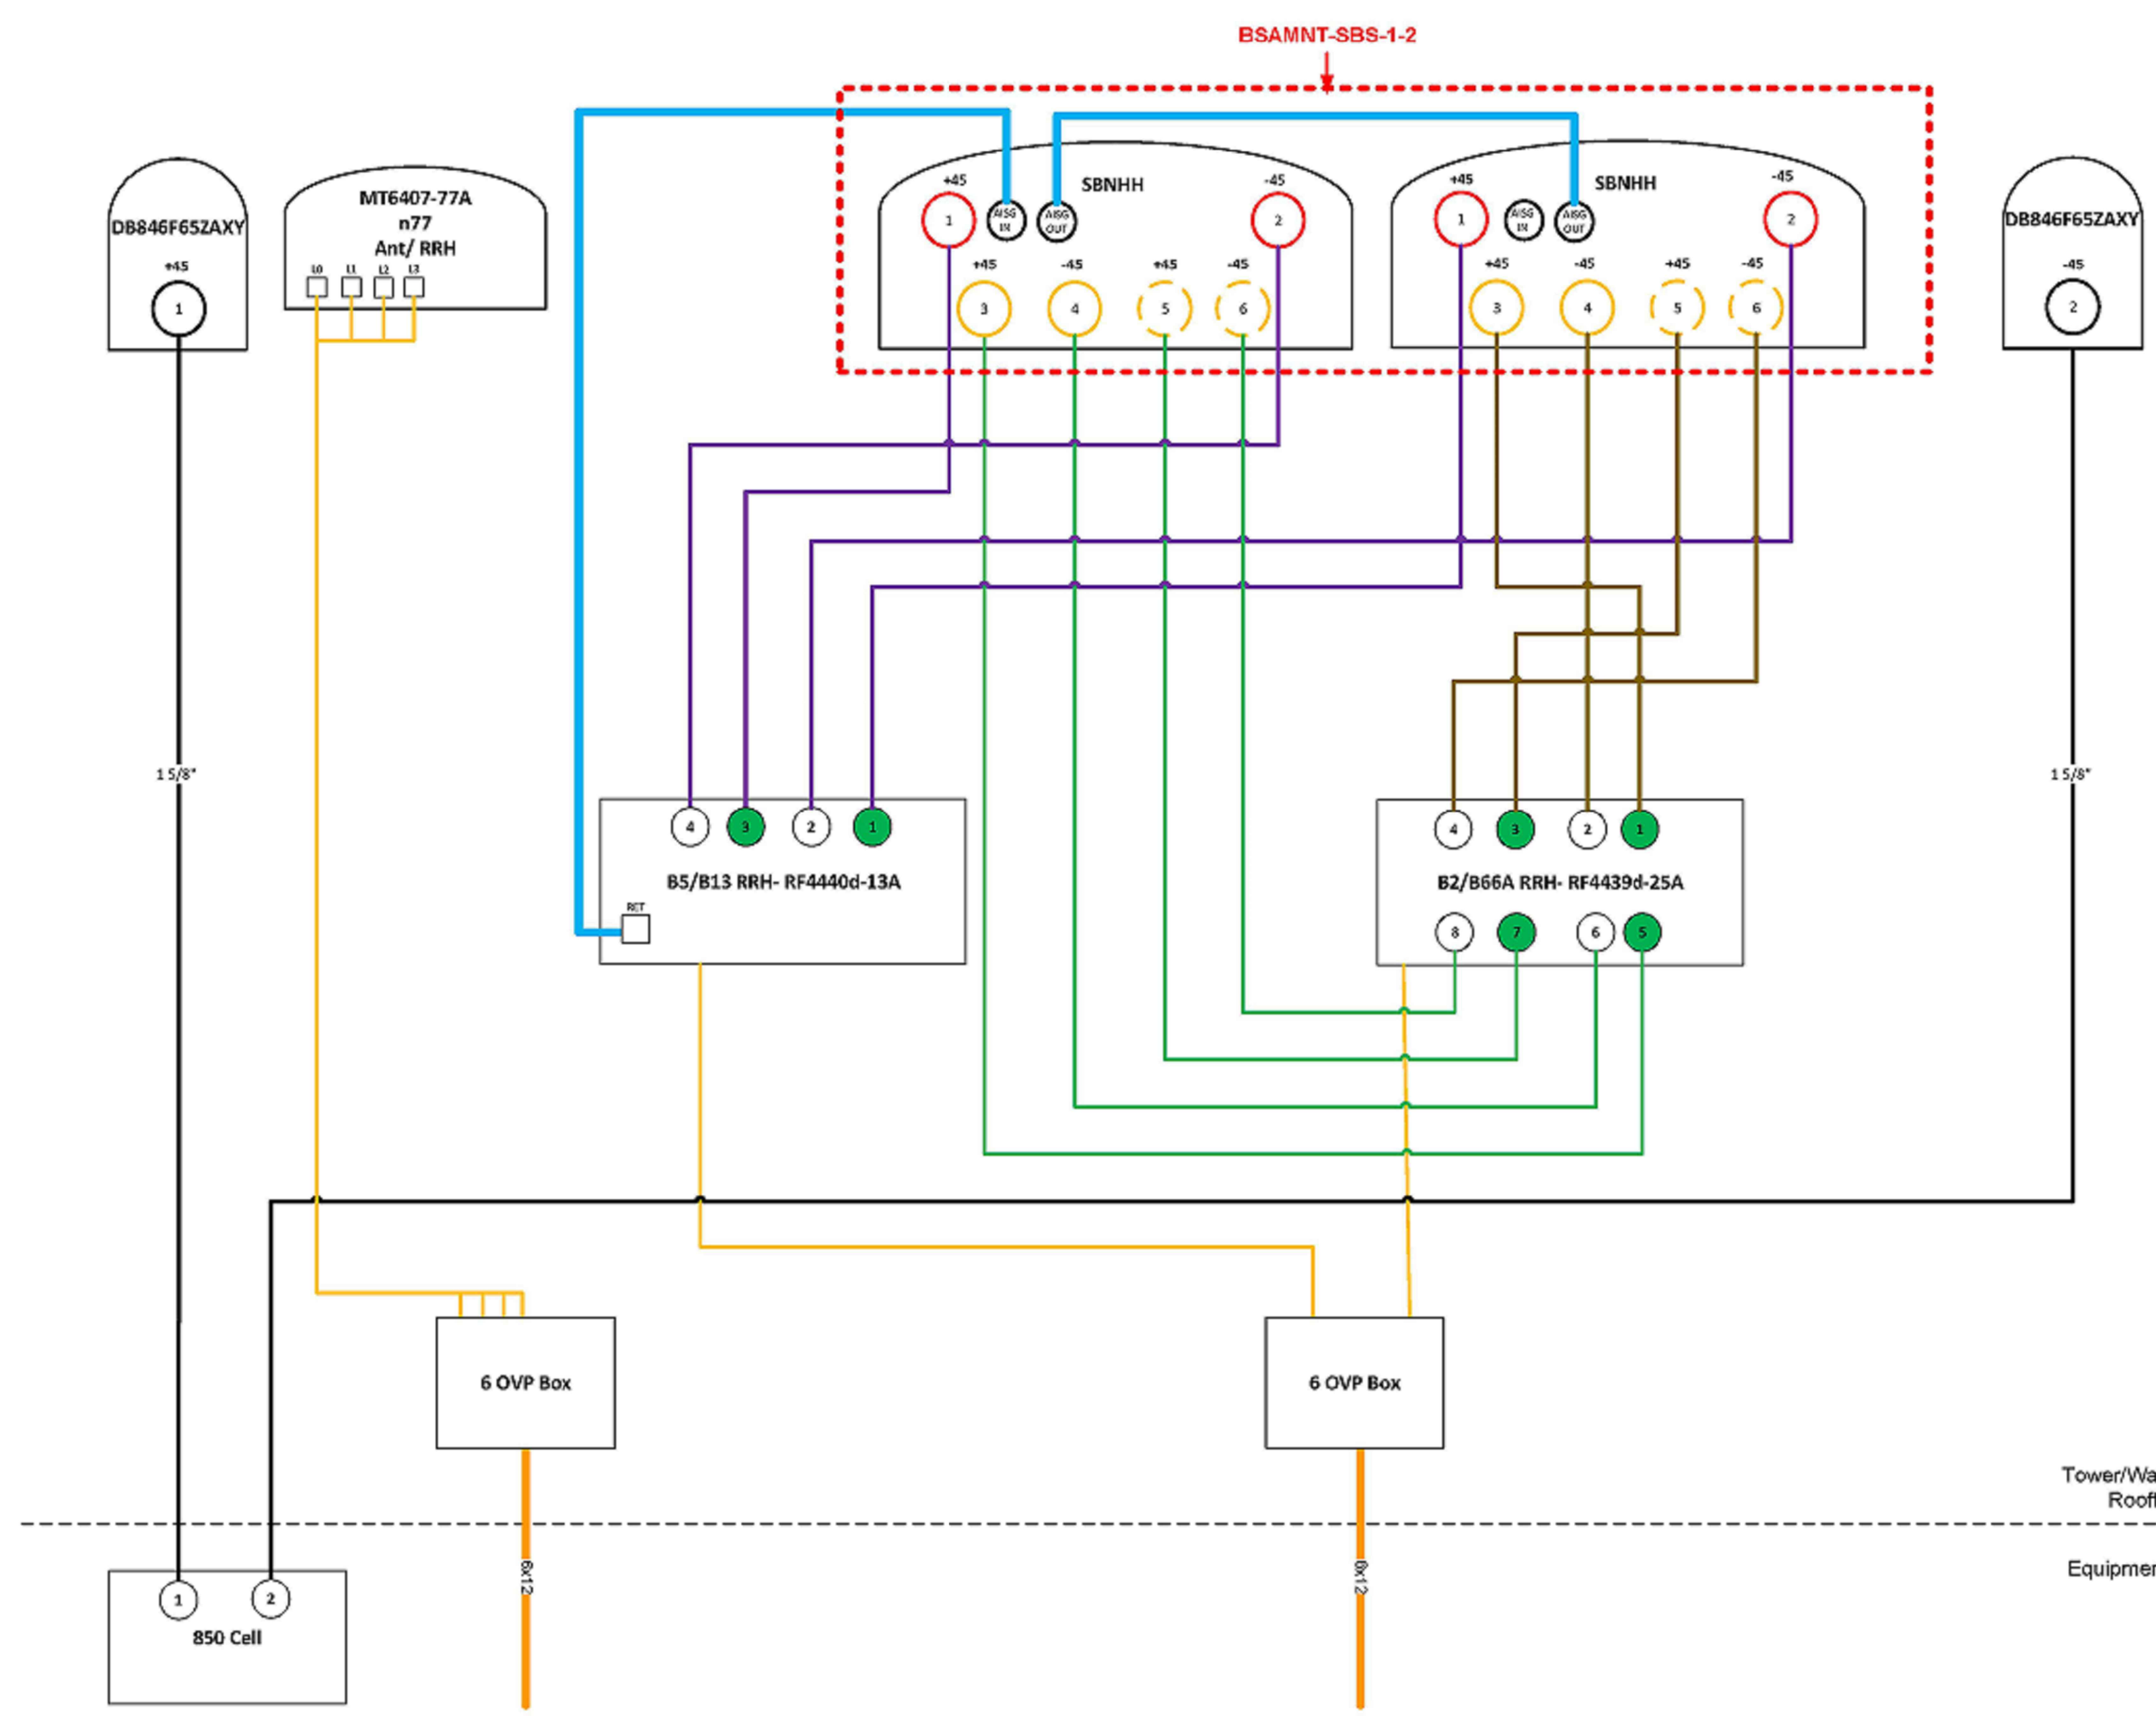 BSAMNT-SBS-1-2
DB846F65ZAXY
+45
1
MT6407-77A
n77
Ant/ RRH
L0 L1 L2 L3
+45 SBNHH -45
1 AISG IN AISG OUT 2
+45 -45 +45 -45
3 4 5 6
+45 SBNHH -45
1 AISG IN AISG OUT 2
+45 -45 +45 -45
3 4 5 6
DB846F65ZAXY
-45
2
1 5/8"
1 5/8"
4 3 2 1
B5/B13 RRH- RF4440d-13A
RET
4 3 2 1
B2/B66A RRH- RF4439d-25A
8 7 6 5
6 OVP Box
6 OVP Box
Tower/Wa
Rooft
6x12
6x12
Equipmen
1 2
850 Cell